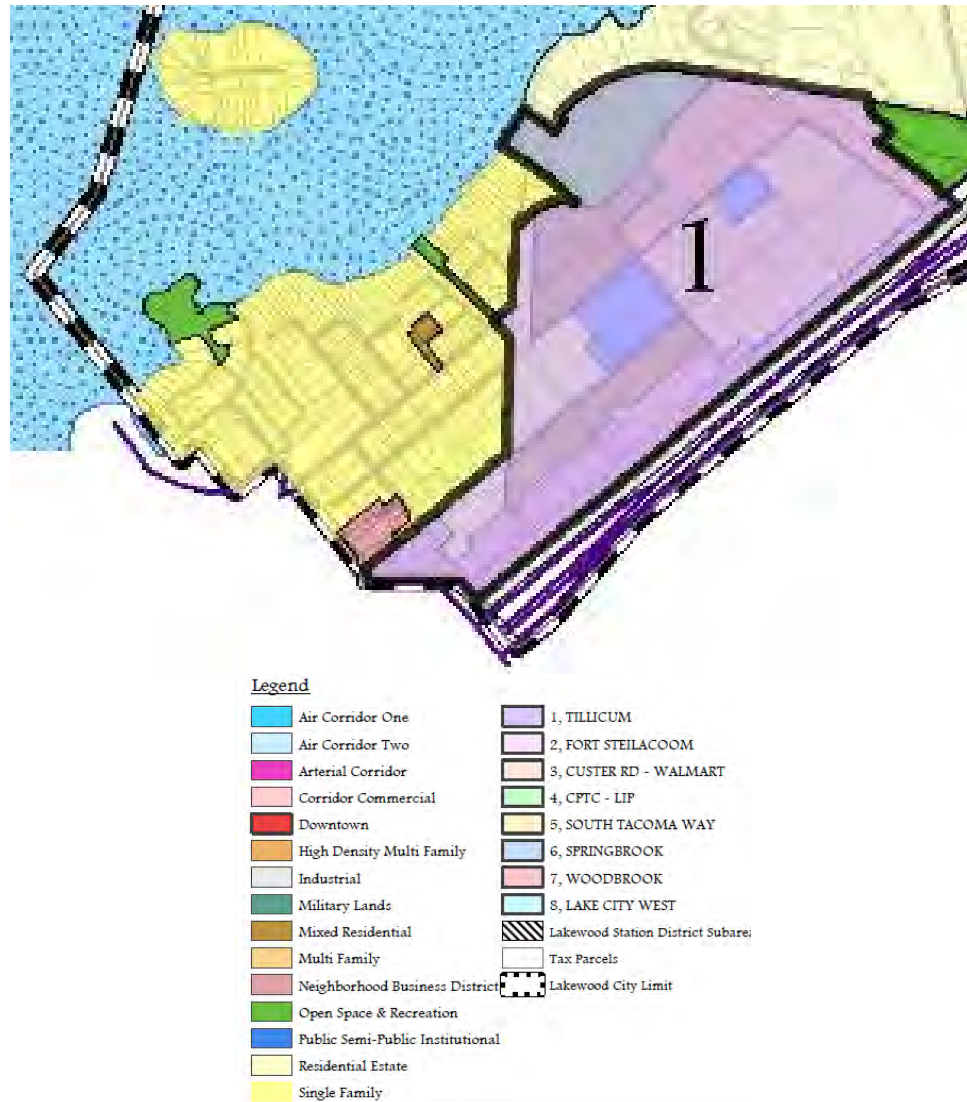 1
Legend
Air Corridor One
Air Corridor Two
Arterial Corridor
Corridor Commercial
Downtown
High Density Multi Family
Industrial
Military Lands
Mixed Residential
Multi Family
Neighborhood Business District
Open Space & Recreation
Public Semi-Public Institutional
Residential Estate
Single Family
1, TILLICUM
2, FORT STEILACOOM
3, CUSTER RD - WALMART
4, CPTC - LIP
5, SOUTH TACOMA WAY
6, SPRINGBROOK
7, WOODBROOK
8, LAKE CITY WEST
Lakewood Station District Subarea
Tax Parcels
Lakewood City Limit